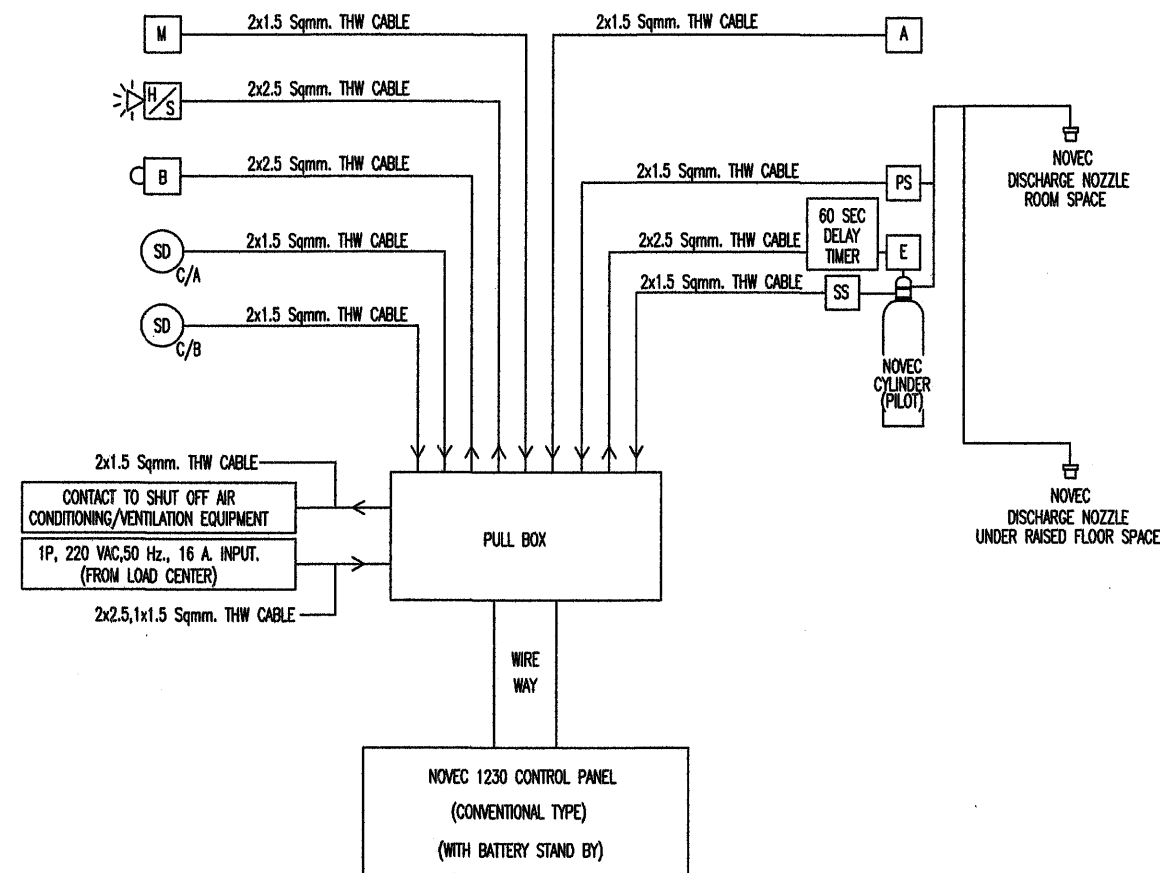 M
2x1.5 Sqmm. THW CABLE
H/S
2x2.5 Sqmm. THW CABLE
B
2x2.5 Sqmm. THW CABLE
SD
C/A
2x1.5 Sqmm. THW CABLE
SD
C/B
2x1.5 Sqmm. THW CABLE
2x1.5 Sqmm. THW CABLE
A
2x1.5 Sqmm. THW CABLE
PS
2x2.5 Sqmm. THW CABLE
60 SEC
DELAY
TIMER
E
2x1.5 Sqmm. THW CABLE
SS
NOVEC
CYLINDER
(PILOT)
NOVEC
DISCHARGE NOZZLE
ROOM SPACE
NOVEC
DISCHARGE NOZZLE
UNDER RAISED FLOOR SPACE
2x1.5 Sqmm. THW CABLE
CONTACT TO SHUT OFF AIR
CONDITIONING/VENTILATION EQUIPMENT
1P, 220 VAC,50 Hz., 16 A. INPUT.
(FROM LOAD CENTER)
2x2.5,1x1.5 Sqmm. THW CABLE
PULL BOX
WIRE
WAY
NOVEC 1230 CONTROL PANEL
(CONVENTIONAL TYPE)
(WITH BATTERY STAND BY)